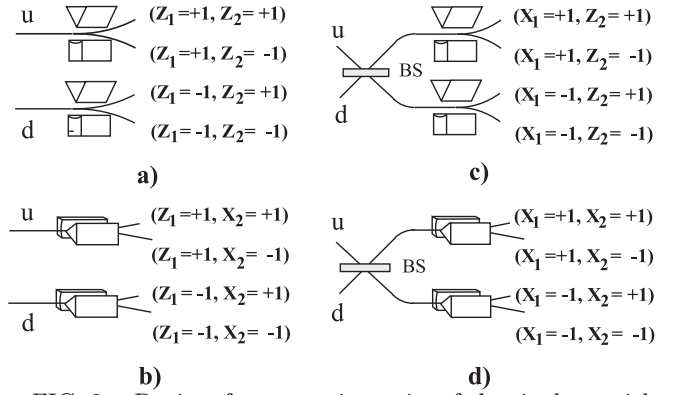 u
(Z1=+1, Z2=+1)
(Z1=+1, Z2= -1)
(Z1= -1, Z2=+1)
d
(Z1= -1, Z2= -1)
a)
u
BS
d
(X1=+1, Z2=+1)
(X1=+1, Z2= -1)
(X1= -1, Z2=+1)
(X1= -1, Z2= -1)
c)
u
(Z1=+1, X2= +1)
(Z1=+1, X2= -1)
(Z1= -1, X2=+1)
d
(Z1= -1, X2= -1)
b)
u
BS
d
(X1=+1, X2=+1)
(X1=+1, X2= -1)
(X1= -1, X2=+1)
(X1= -1, X2= -1)
d)